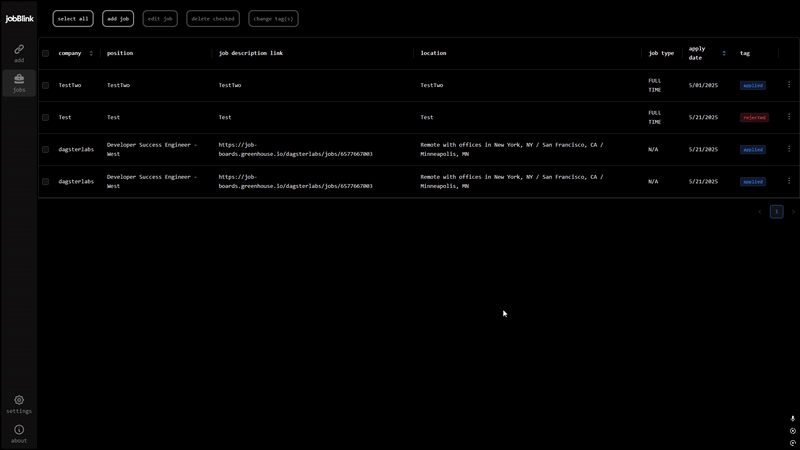 jobBlink
select all
add job
edit job
delete checked
change tag(s)
add
jobs
company
position
job description link
location
job type
apply
date
tag
TestTwo
TestTwo
TestTwo
TestTwo
FULL
TIME
5/01/2025
applied
Test
Test
Test
Test
FULL
TIME
5/21/2025
rejected
dagsterlabs
Developer Success Engineer -
West
https://job-
boards.greenhouse.io/dagsterlabs/jobs/6577667003
Remote with offices in New York, NY / San Francisco, CA /
Minneapolis, MN
N/A
5/21/2025
applied
dagsterlabs
Developer Success Engineer -
West
https://job-
boards.greenhouse.io/dagsterlabs/jobs/6577667003
Remote with offices in New York, NY / San Francisco, CA /
Minneapolis, MN
N/A
5/21/2025
applied
1
settings
about